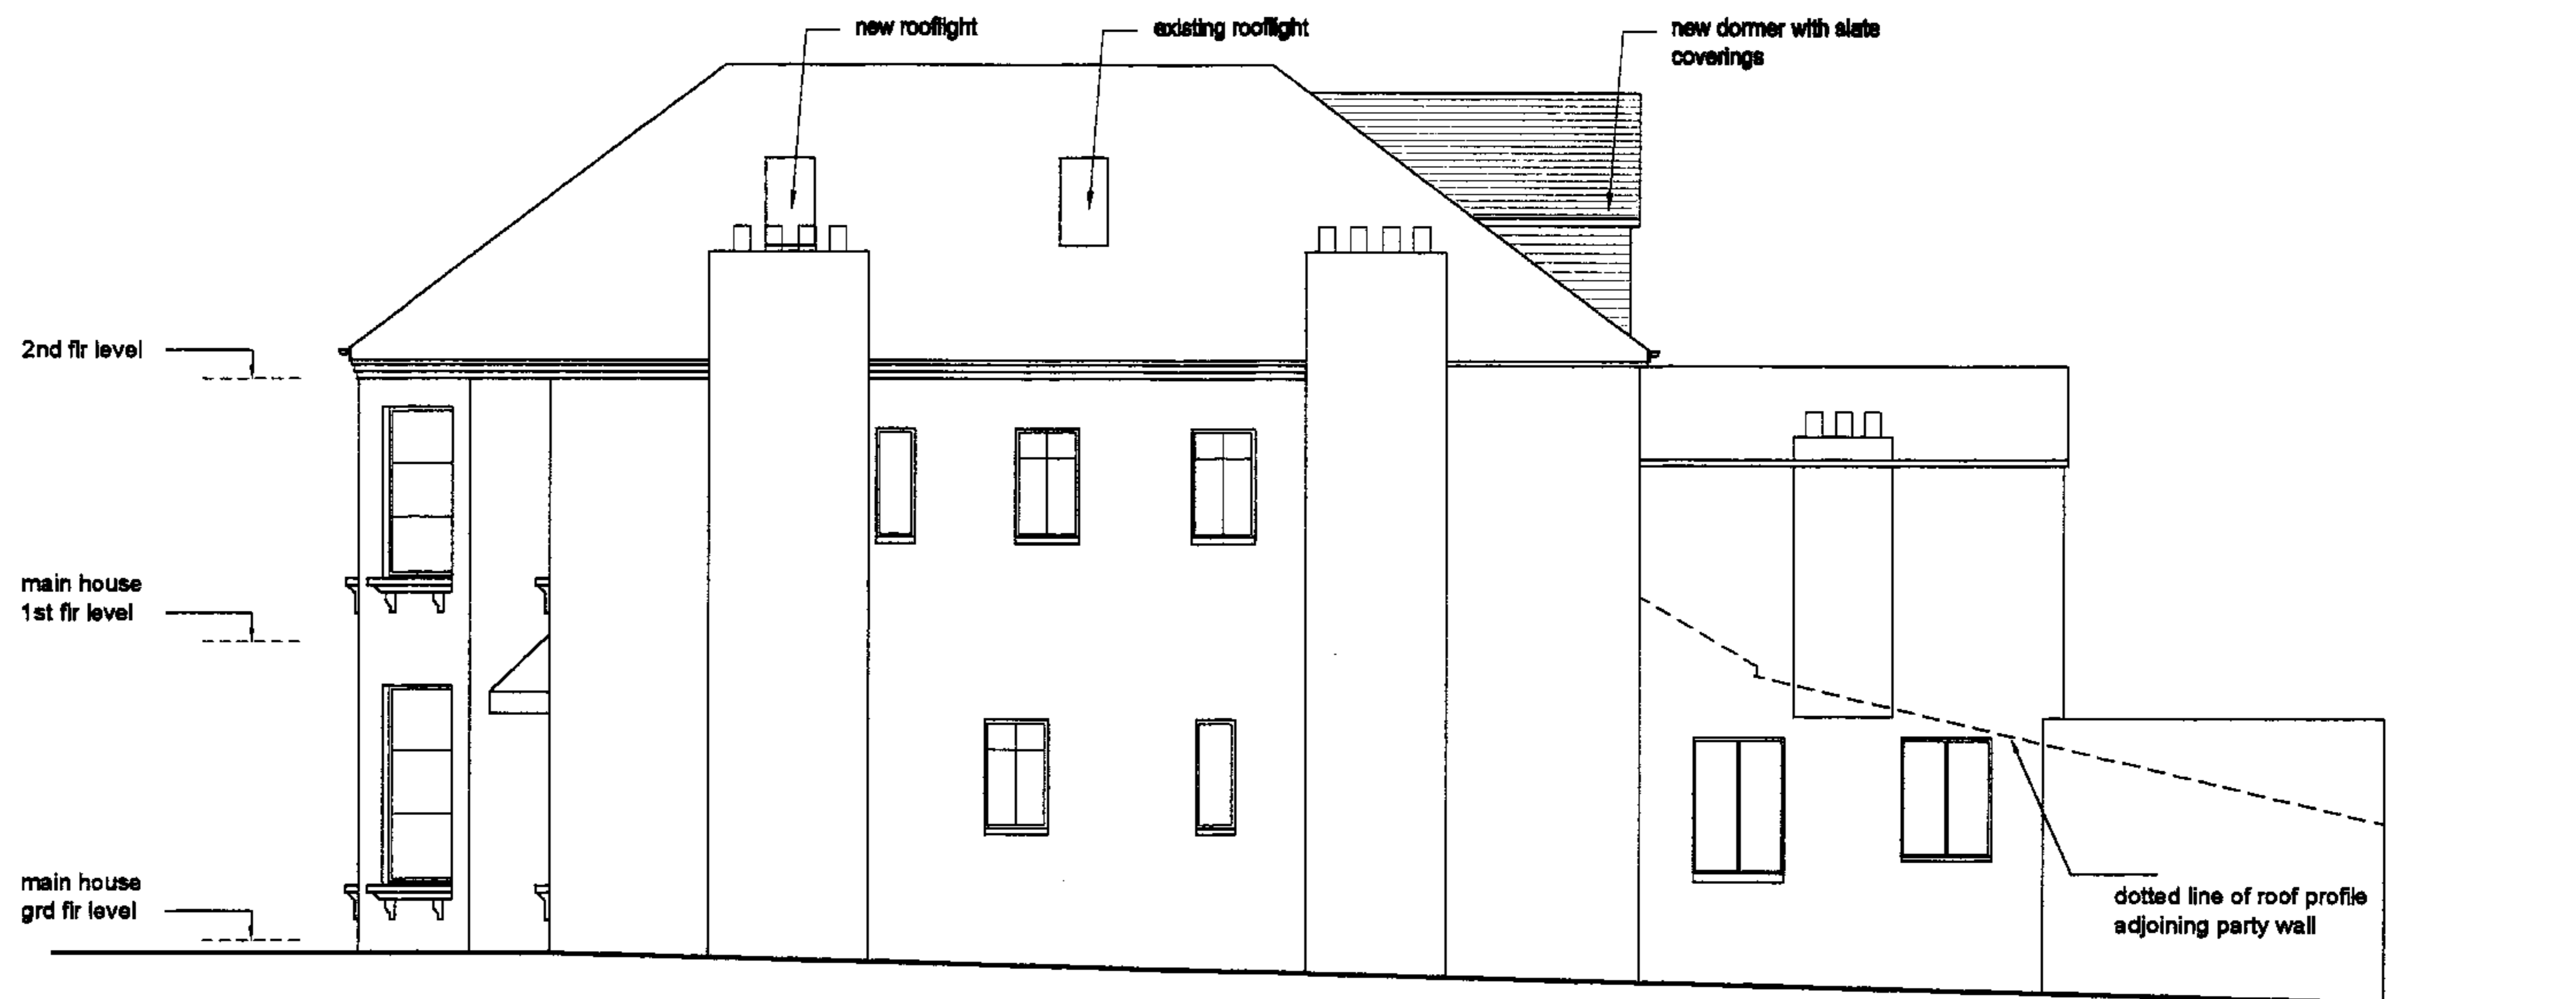 new rooflight
existing rooflight
new dormer with slate
coverings
2nd flr level
main house
1st flr level
main house
grd flr level
dotted line of roof profile
adjoining party wall